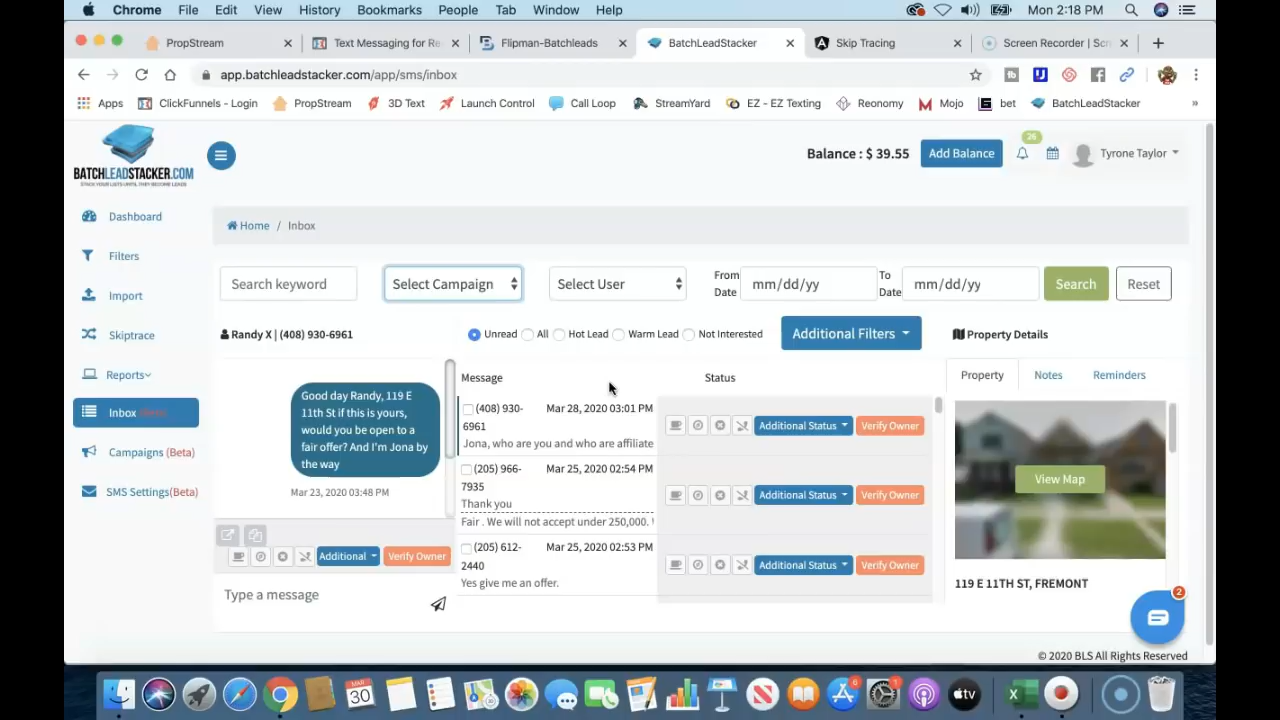 Chrome File Edit View History Bookmarks People Tab Window Help Mon 2:18 PM
PropStream Text Messaging for Re Flipman-Batchleads BatchLeadStacker Skip Tracing Screen Recorder | Scr
app.batchleadstacker.com/app/sms/inbox
Apps ClickFunnels - Login PropStream 3D Text Launch Control Call Loop StreamYard EZ - EZ Texting Reonomy Mojo bet BatchLeadStacker »
BATCHLEADSTACKER.COM
STACK YOUR LISTS UNTIL THEY BECOME LEADS
Balance : $ 39.55 Add Balance 26 Tyrone Taylor
Dashboard
Filters
Import
Skiptrace
Reports
Inbox
Campaigns (Beta)
SMS Settings(Beta)
Home / Inbox
Search keyword Select Campaign Select User From Date mm/dd/yy To Date mm/dd/yy Search Reset
Randy X | (408) 930-6961
Unread All Hot Lead Warm Lead Not Interested Additional Filters
Property Details
Good day Randy, 119 E
11th St if this is yours,
would you be open to a
fair offer? And I'm Jona by
the way
Mar 23, 2020 03:48 PM
Additional Verify Owner
Type a message
Message Status
(408) 930- Mar 28, 2020 03:01 PM
6961
Jona, who are you and who are affiliate
Additional Status Verify Owner
(205) 966- Mar 25, 2020 02:54 PM
7935
Thank you
Fair . We will not accept under 250,000.
Additional Status Verify Owner
(205) 612- Mar 25, 2020 02:53 PM
2440
Yes give me an offer.
Additional Status Verify Owner
Property Notes Reminders
View Map
119 E 11TH ST, FREMONT
2
© 2020 BLS All Rights Reserved
MAR
30